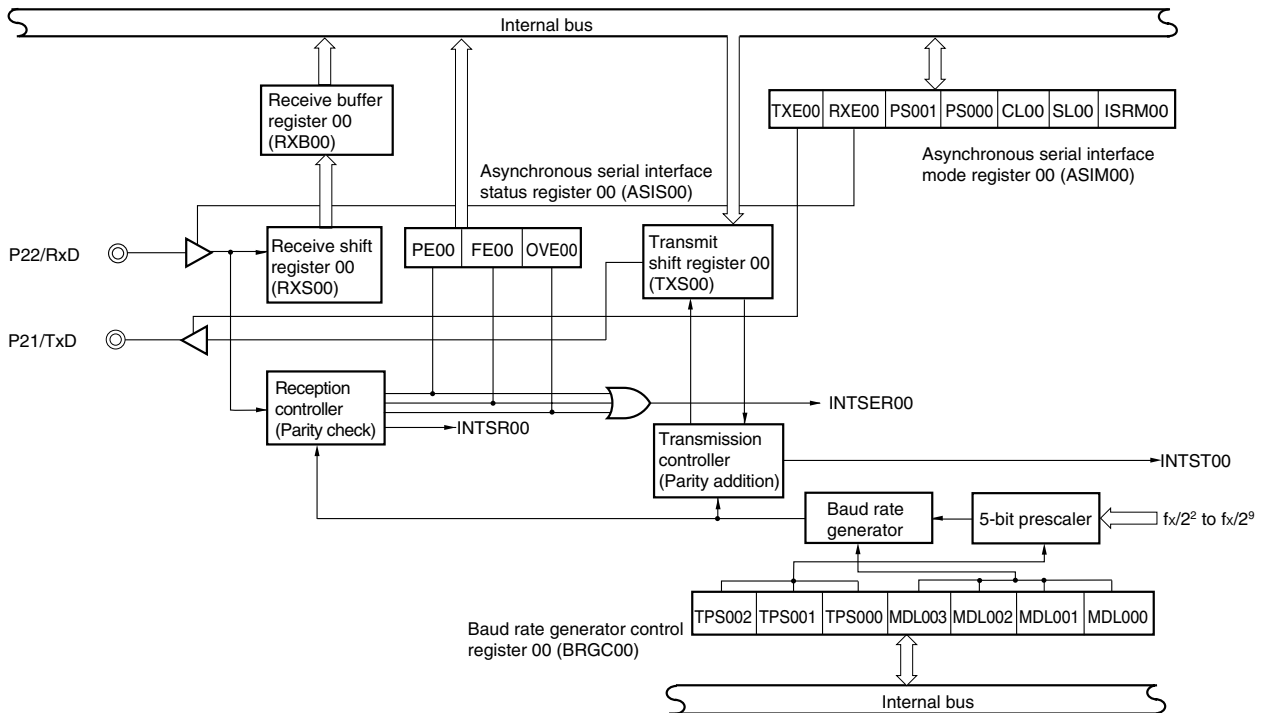 Internal bus
Receive buffer
register 00
(RXB00)
TXE00 RXE00 PS001 PS000 CL00 SL00 ISRM00
Asynchronous serial interface
mode register 00 (ASIM00)
Asynchronous serial interface
status register 00 (ASIS00)
P22/RxD
Receive shift
register 00
(RXS00)
PE00 FE00 OVE00
Transmit
shift register 00
(TXS00)
P21/TxD
Reception
controller
(Parity check)
INTSER00
INTSR00
Transmission
controller
(Parity addition)
INTST00
Baud rate
generator
5-bit prescaler
fx/2² to fx/2⁹
TPS002 TPS001 TPS000 MDL003 MDL002 MDL001 MDL000
Baud rate generator control
register 00 (BRGC00)
Internal bus